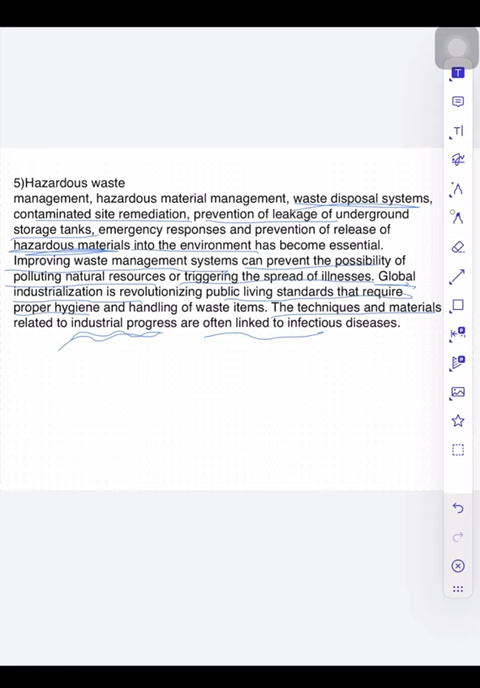 5)Hazardous waste
management, hazardous material management, waste disposal systems,
contaminated site remediation, prevention of leakage of underground
storage tanks, emergency responses and prevention of release of
hazardous materials into the environment has become essential.
Improving waste management systems can prevent the possibility of
polluting natural resources or triggering the spread of illnesses. Global
industrialization is revolutionizing public living standards that require
proper hygiene and handling of waste items. The techniques and materials
related to industrial progress are often linked to infectious diseases.